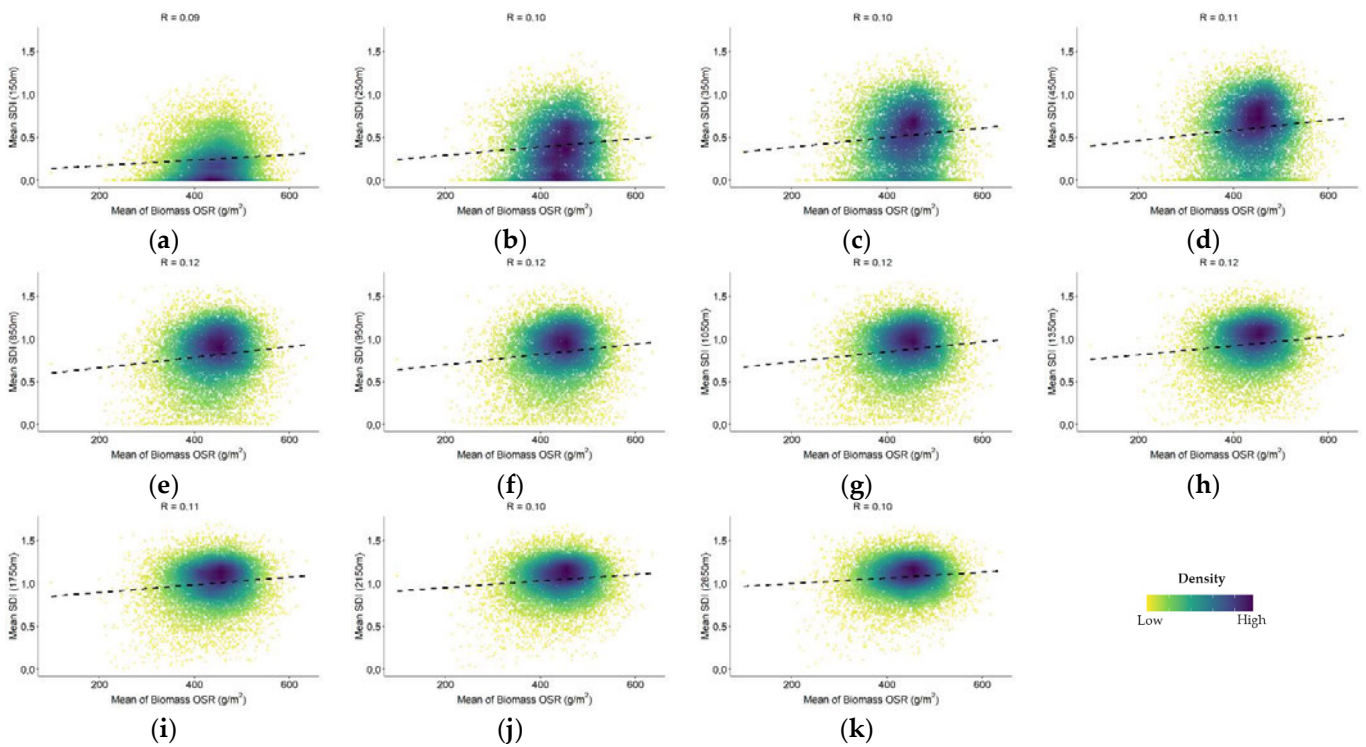 R = 0.09
Mean SDI (150m)
1.5
1.0
0.5
0.0
200 400 600
Mean of Biomass OSR (g/m²)
(a)
R = 0.10
Mean SDI (250m)
1.5
1.0
0.5
0.0
200 400 600
Mean of Biomass OSR (g/m²)
(b)
R = 0.10
Mean SDI (350m)
1.5
1.0
0.5
0.0
200 400 600
Mean of Biomass OSR (g/m²)
(c)
R = 0.11
Mean SDI (450m)
1.5
1.0
0.5
0.0
200 400 600
Mean of Biomass OSR (g/m²)
(d)
R = 0.12
Mean SDI (850m)
1.5
1.0
0.5
0.0
200 400 600
Mean of Biomass OSR (g/m²)
(e)
R = 0.12
Mean SDI (950m)
1.5
1.0
0.5
0.0
200 400 600
Mean of Biomass OSR (g/m²)
(f)
R = 0.12
Mean SDI (1050m)
1.5
1.0
0.5
0.0
200 400 600
Mean of Biomass OSR (g/m²)
(g)
R = 0.12
Mean SDI (1350m)
1.5
1.0
0.5
0.0
200 400 600
Mean of Biomass OSR (g/m²)
(h)
R = 0.11
Mean SDI (1750m)
1.5
1.0
0.5
0.0
200 400 600
Mean of Biomass OSR (g/m²)
(i)
R = 0.10
Mean SDI (2150m)
1.5
1.0
0.5
0.0
200 400 600
Mean of Biomass OSR (g/m²)
(j)
R = 0.10
Mean SDI (2650m)
1.5
1.0
0.5
0.0
200 400 600
Mean of Biomass OSR (g/m²)
(k)
Density
Low High